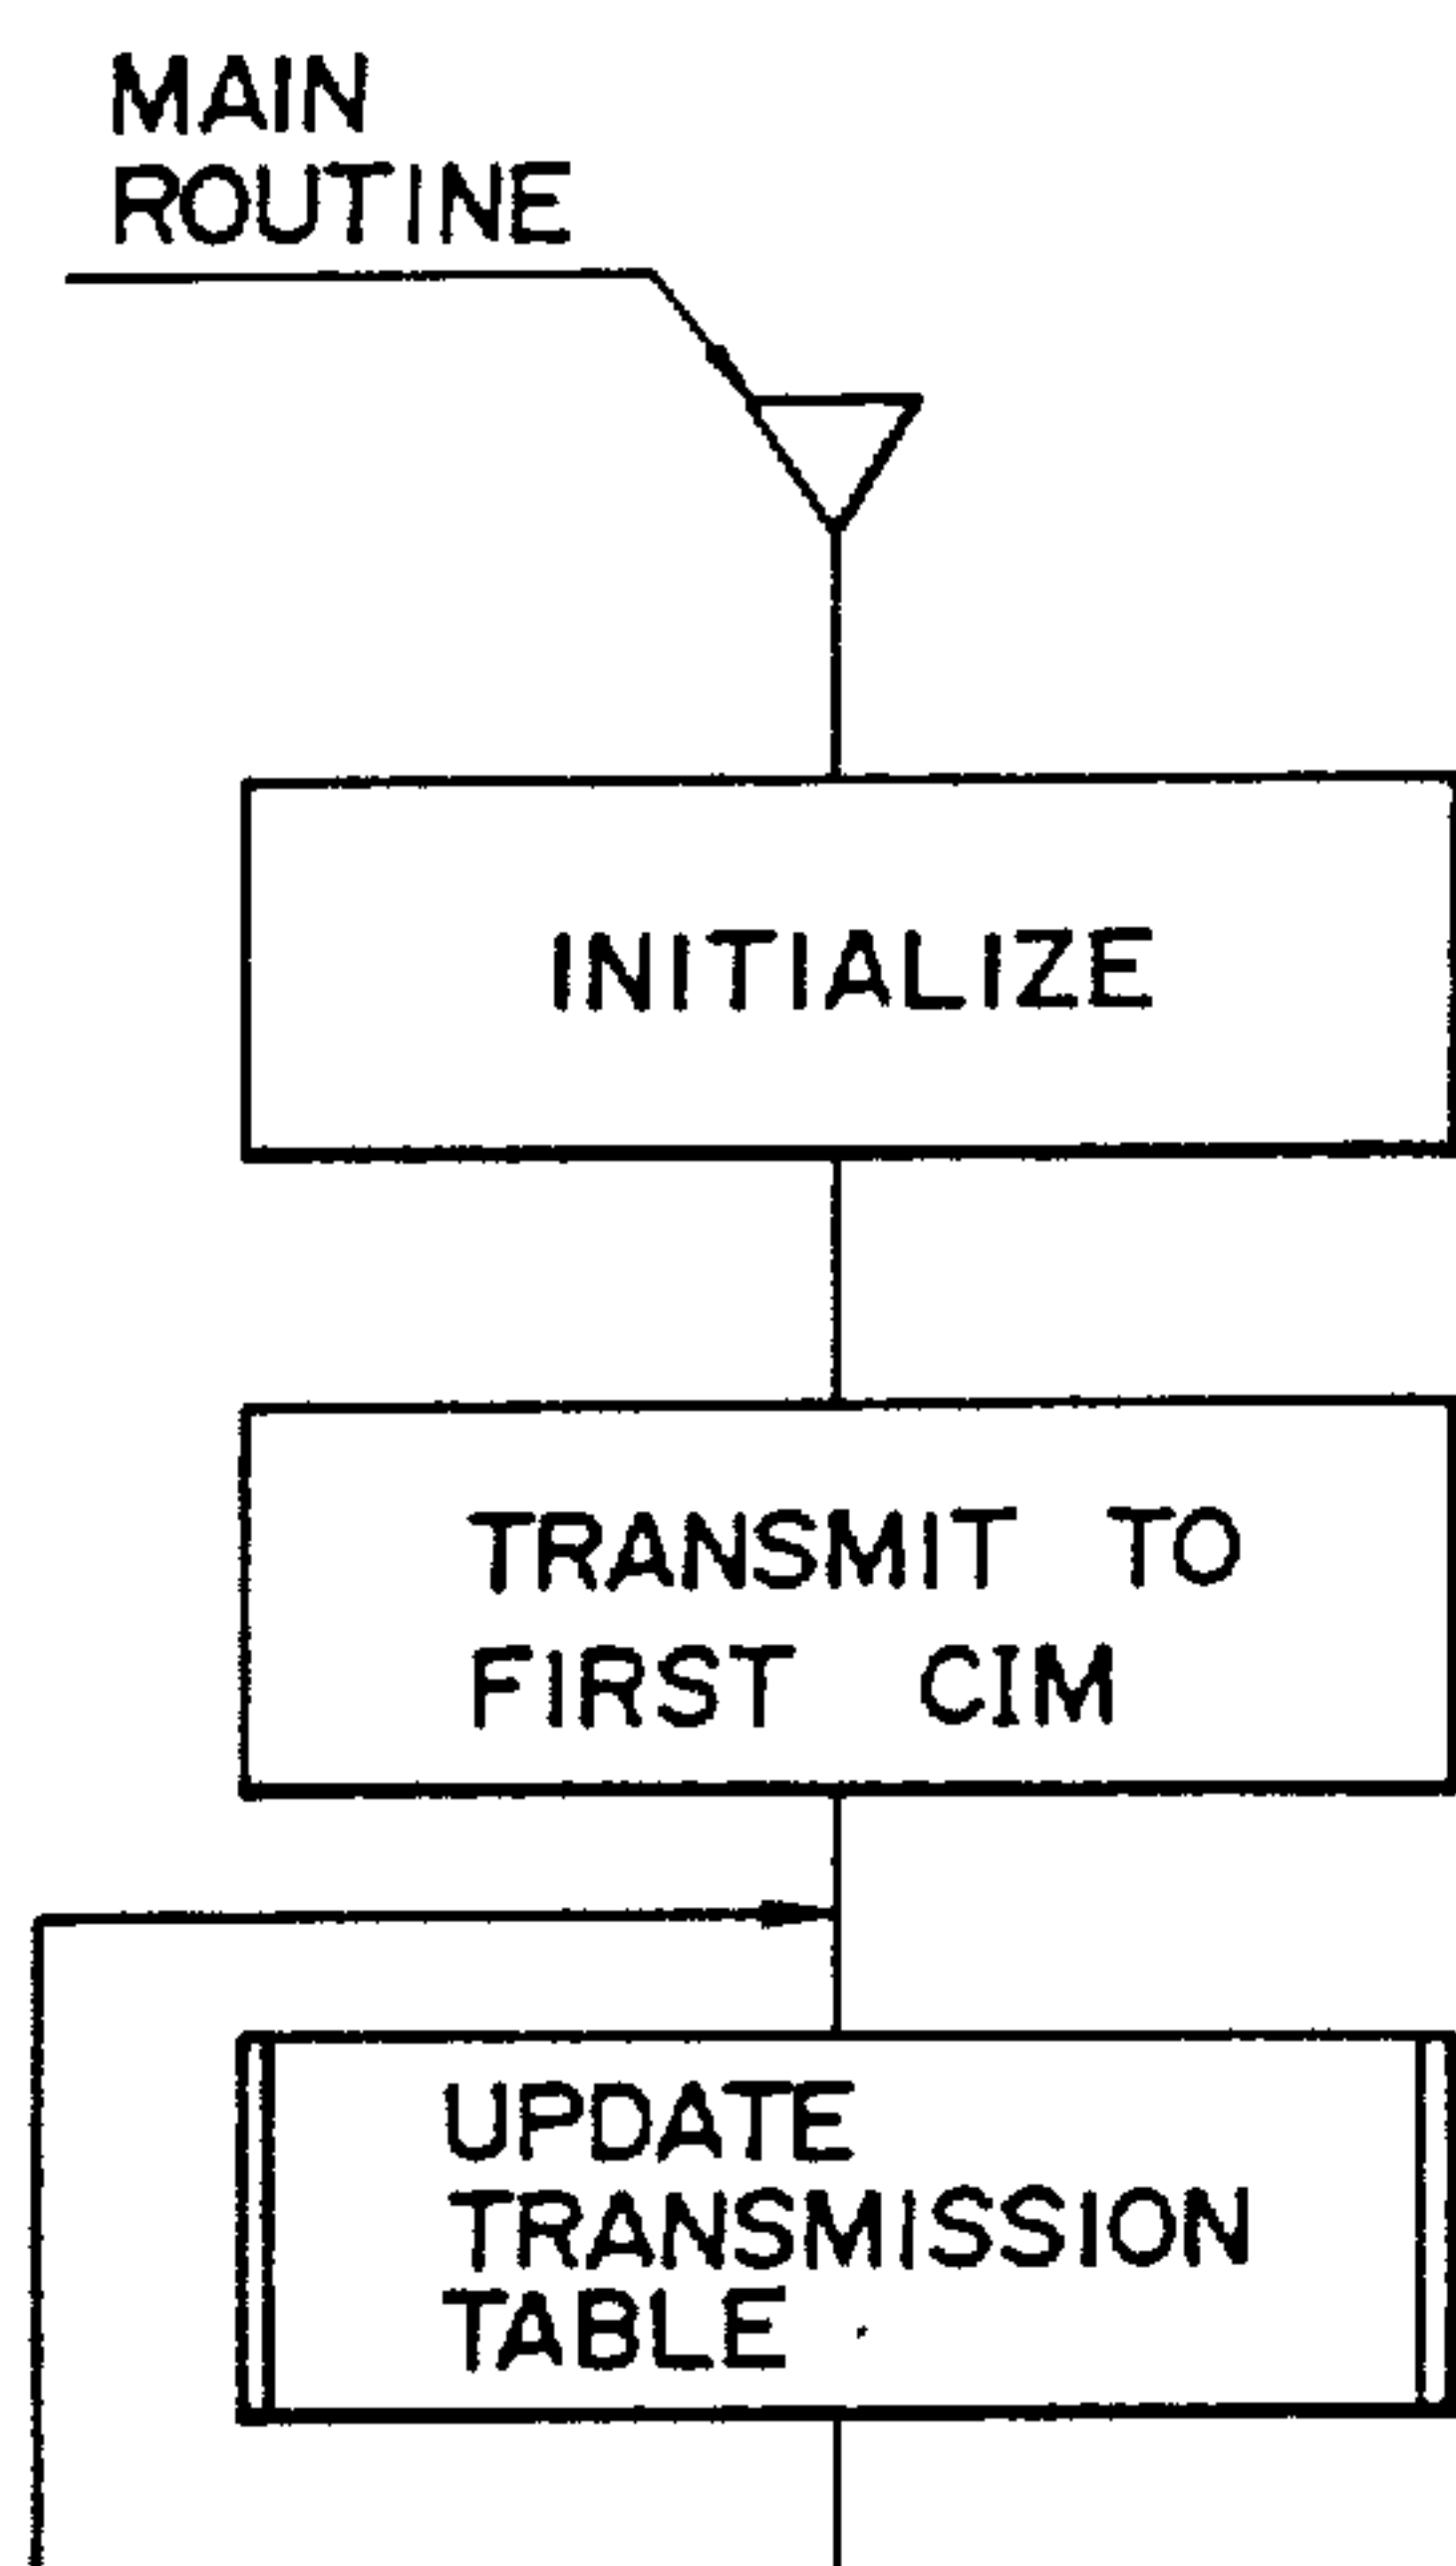 MAIN
ROUTINE
INITIALIZE
TRANSMIT TO
FIRST CIM
UPDATE
TRANSMISSION
TABLE